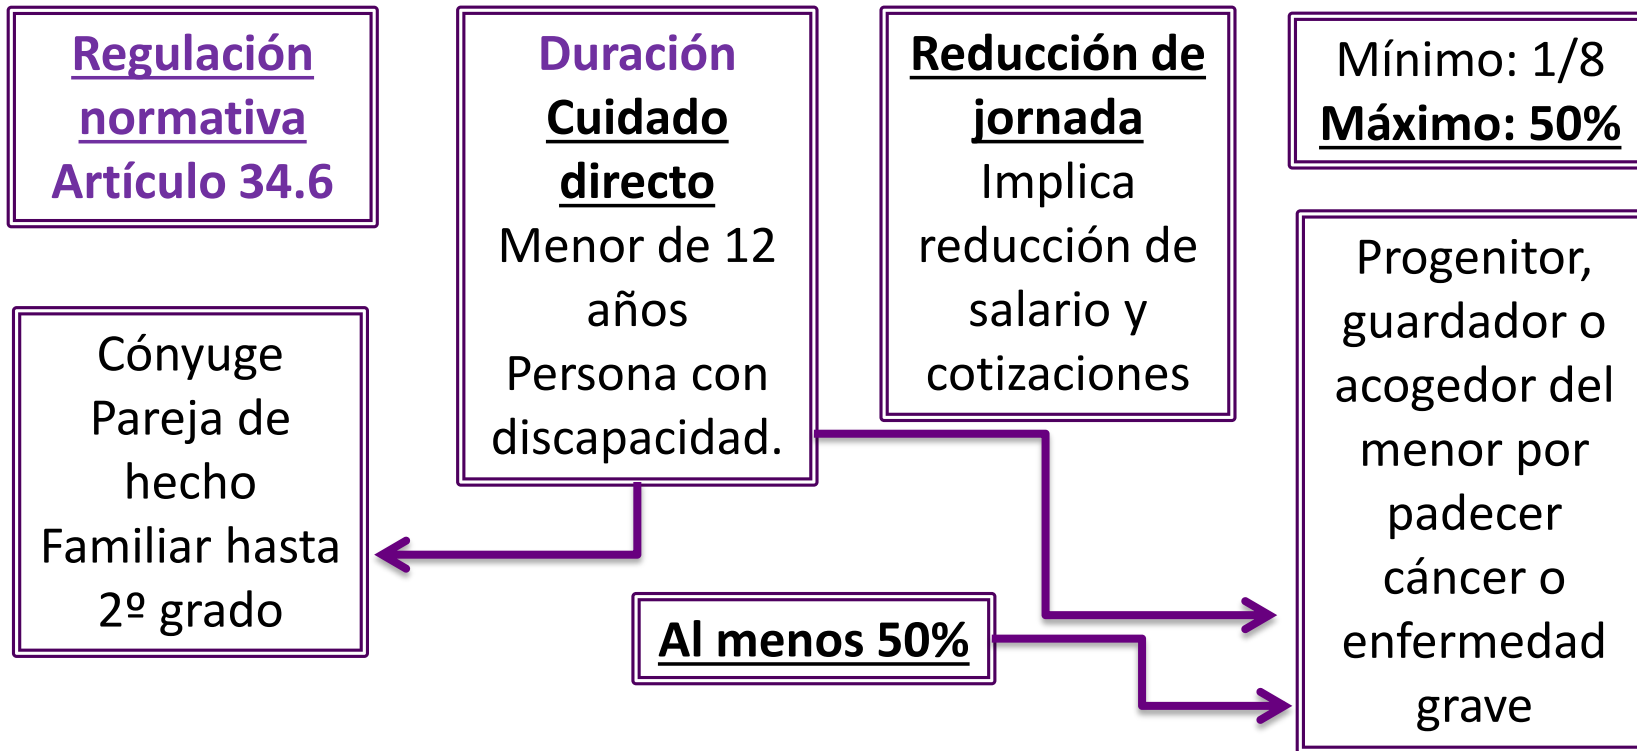 Regulación
normativa
Artículo 34.6
Duración
Cuidado
directo
Menor de 12
años
Persona con
discapacidad.
Reducción de
jornada
Implica
reducción de
salario y
cotizaciones
Mínimo: 1/8
Máximo: 50%
Cónyuge
Pareja de
hecho
Familiar hasta
2º grado
Al menos 50%
Progenitor,
guardador o
acogedor del
menor por
padecer
cáncer o
enfermedad
grave